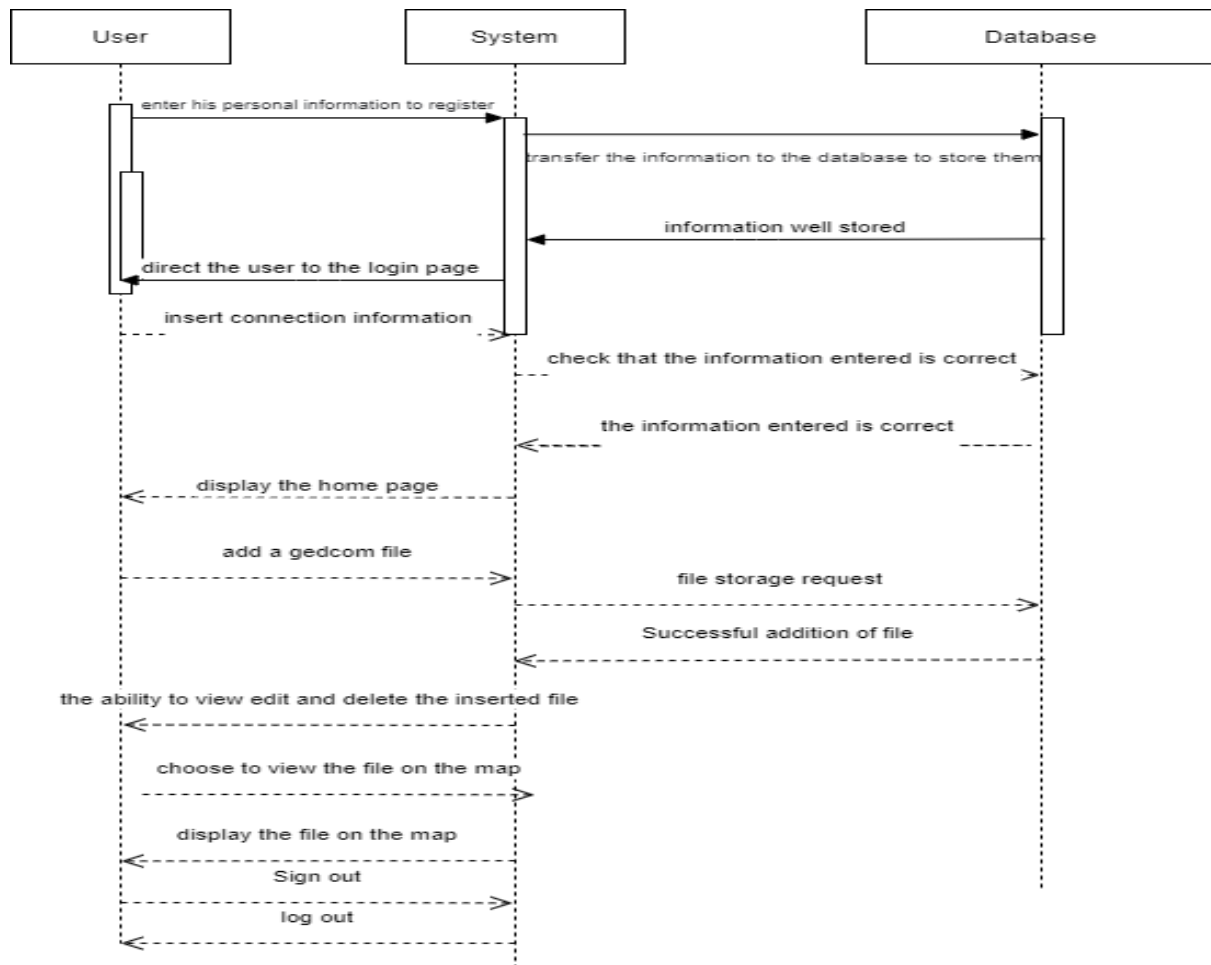 User
System
Database
enter his personal information to register
transfer the information to the database to store them
information well stored
direct the user to the login page
insert connection information
check that the information entered is correct
the information entered is correct
display the home page
add a gedcom file
file storage request
Successful addition of file
the ability to view edit and delete the inserted file
choose to view the file on the map
display the file on the map
Sign out
log out